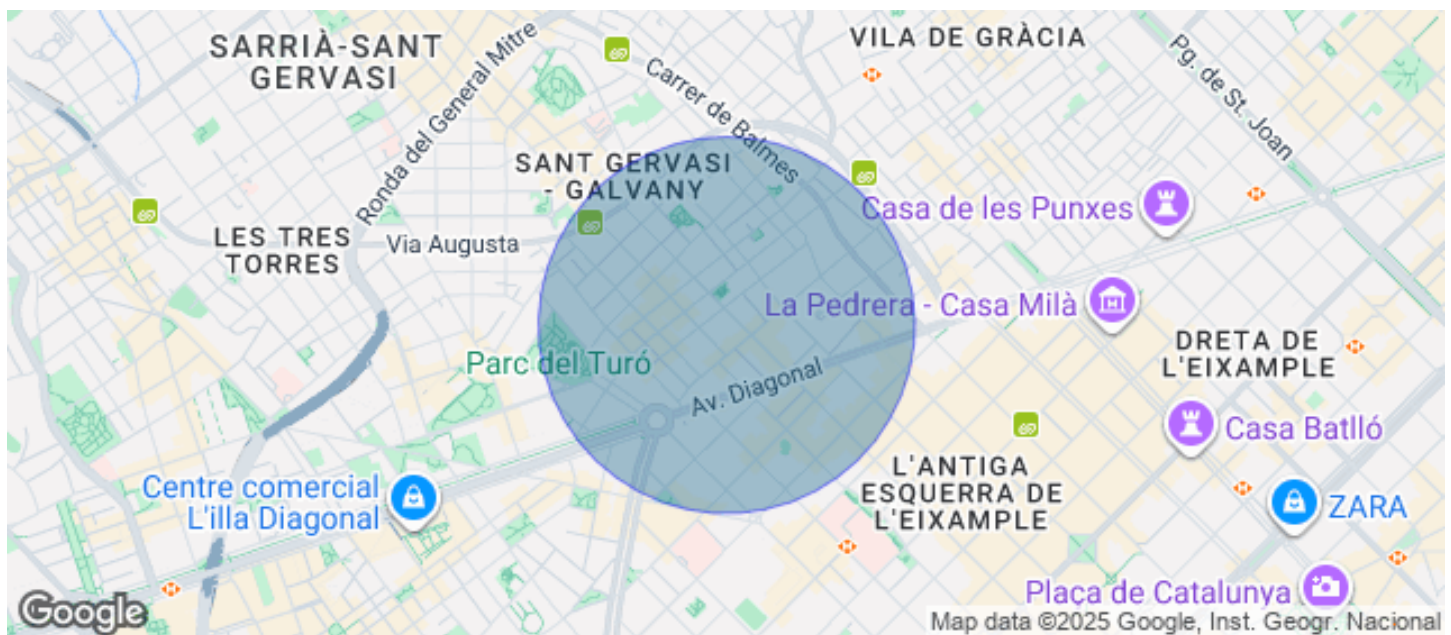 SARRIÀ-SANT
GERVASI
Ronda del General Mitre
Carrer de Balmes
VILA DE GRÀCIA
Pg. de St. Joan
SANT GERVASI
- GALVANY
Casa de les Punxes
LES TRES
TORRES
Via Augusta
La Pedrera - Casa Milà
DRETA DE
L'EIXAMPLE
Parc del Turó
Av. Diagonal
Casa Batlló
L'ANTIGA
ESQUERRA DE
L'EIXAMPLE
Centre comercial
L'illa Diagonal
ZARA
Plaça de Catalunya
Google
Map data ©2025 Google, Inst. Geogr. Nacional